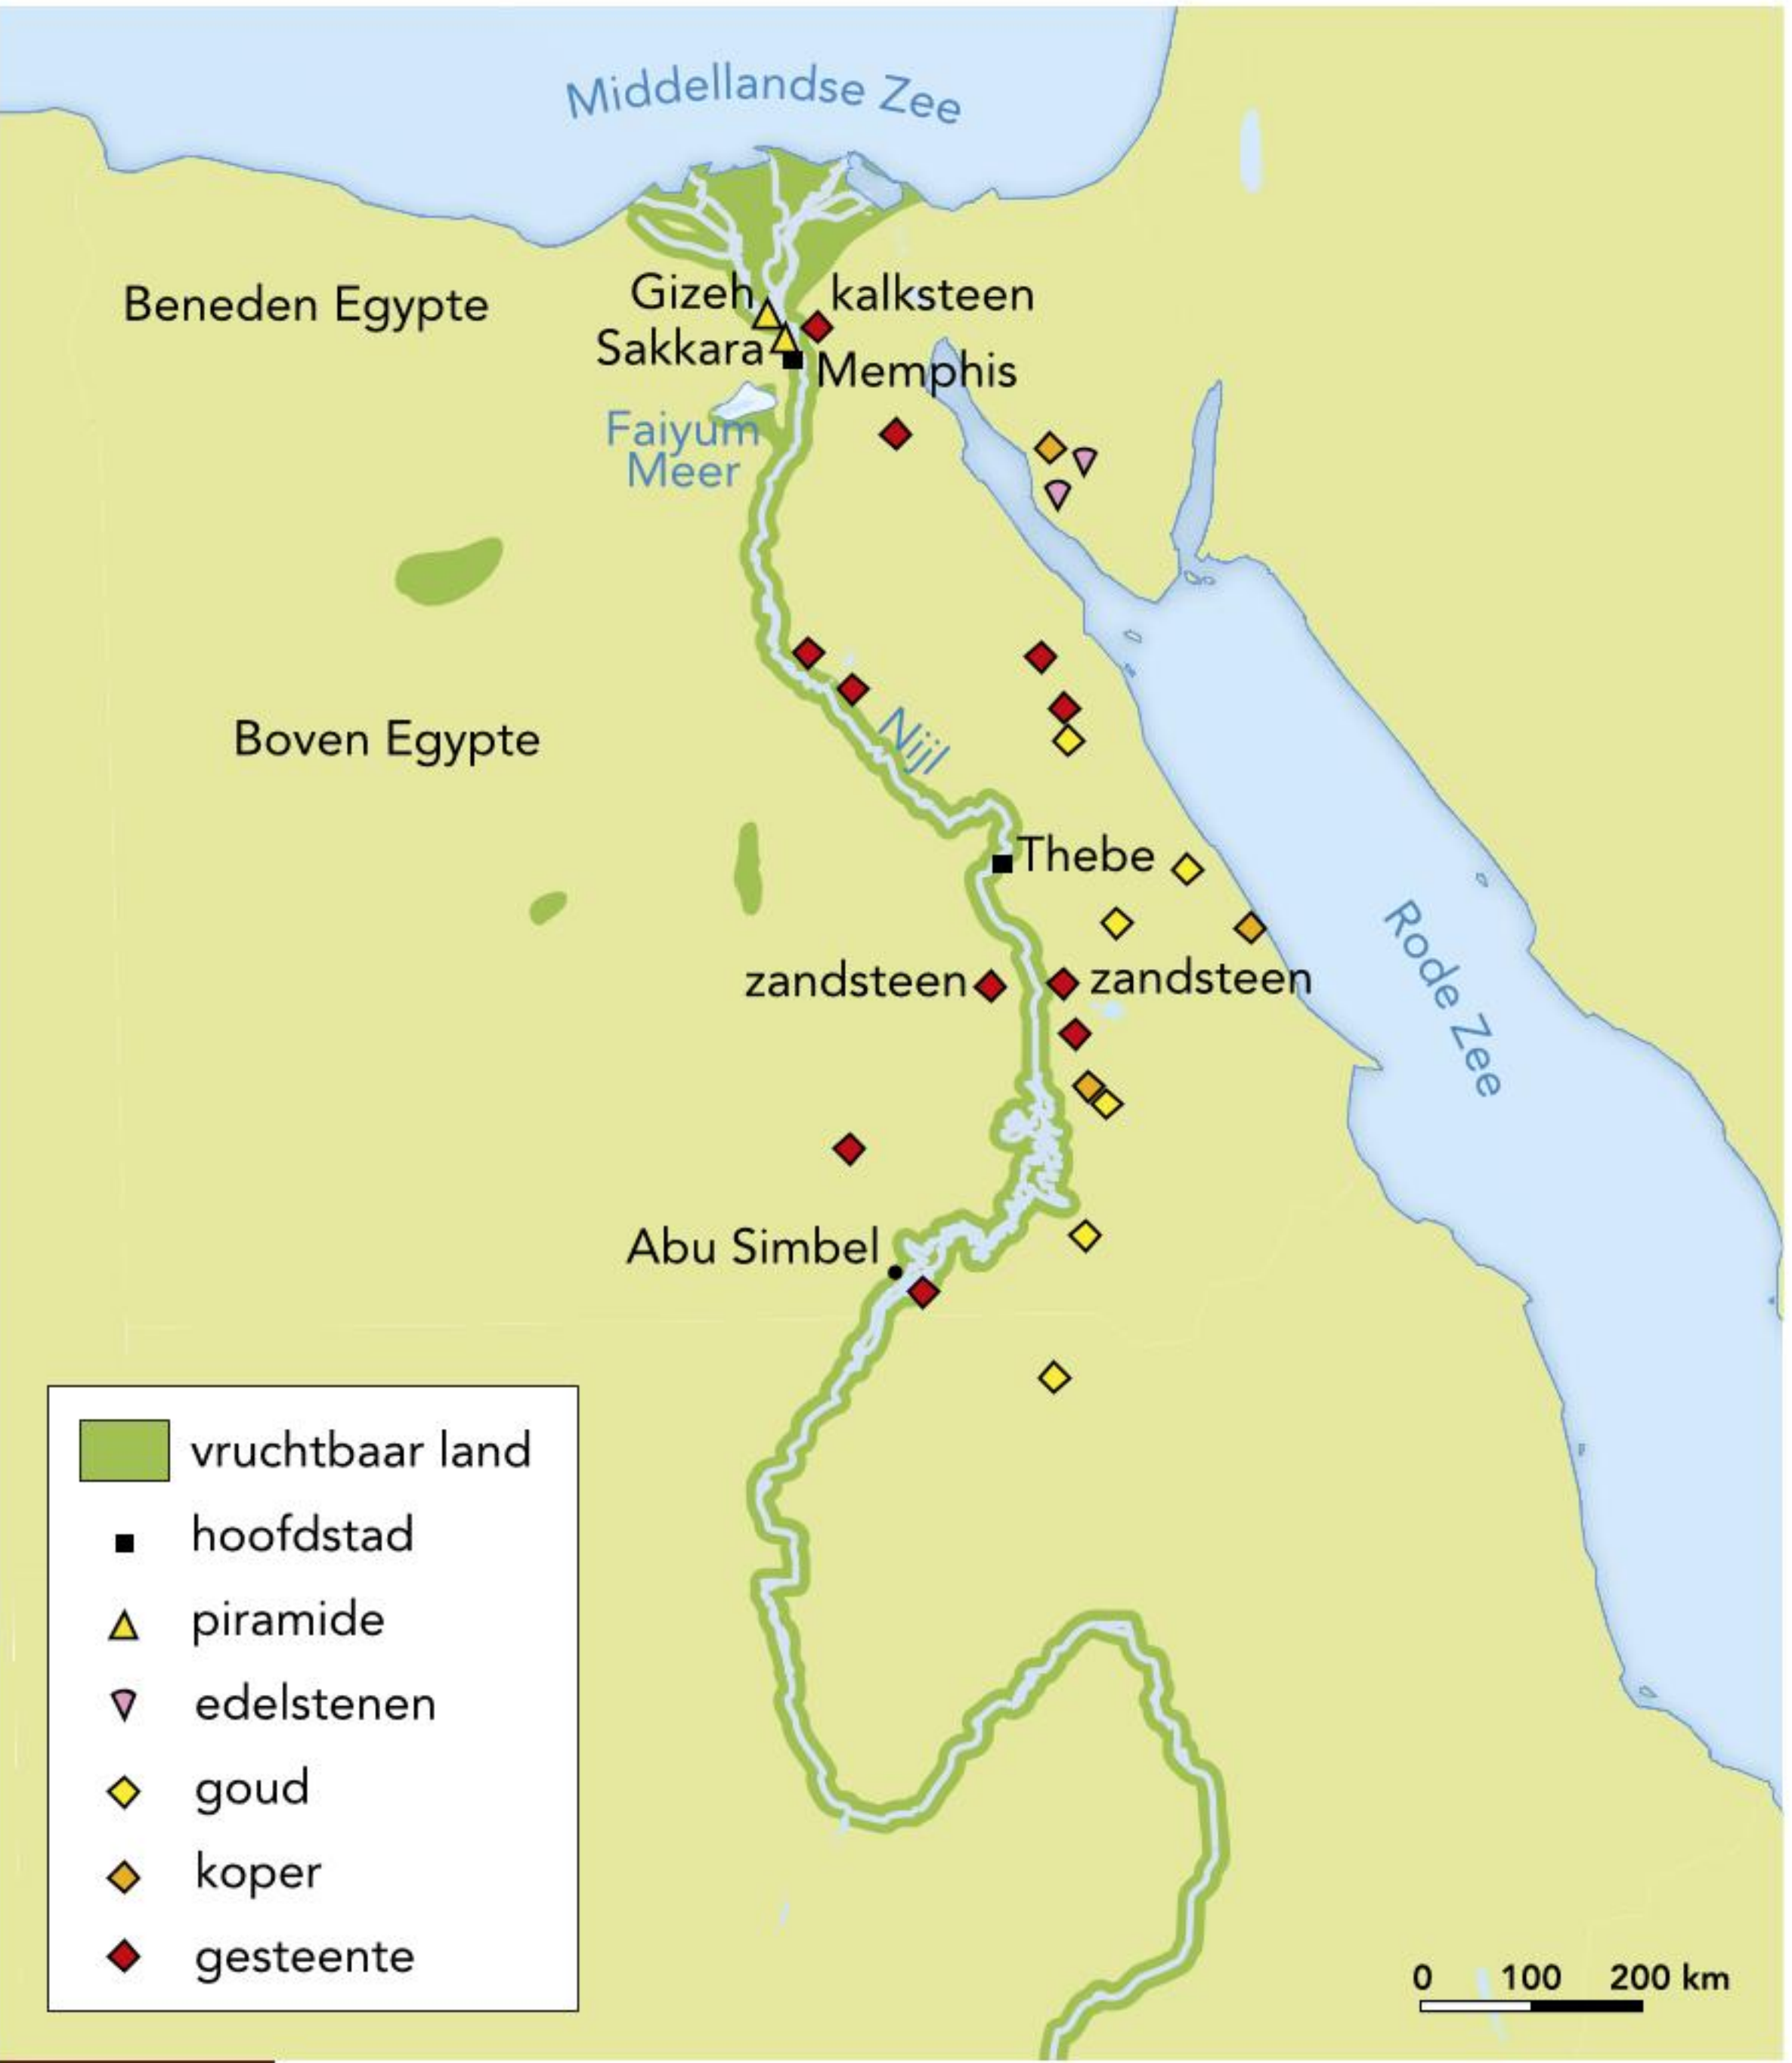 Middellandse Zee
Beneden Egypte
Gizeh
kalksteen
Sakkara
Memphis
Faiyum
Meer
Boven Egypte
Nijl
Thebe
Rode Zee
zandsteen
zandsteen
Abu Simbel
vruchtbaar land
hoofdstad
piramide
edelstenen
goud
koper
gesteente
0 100 200 km